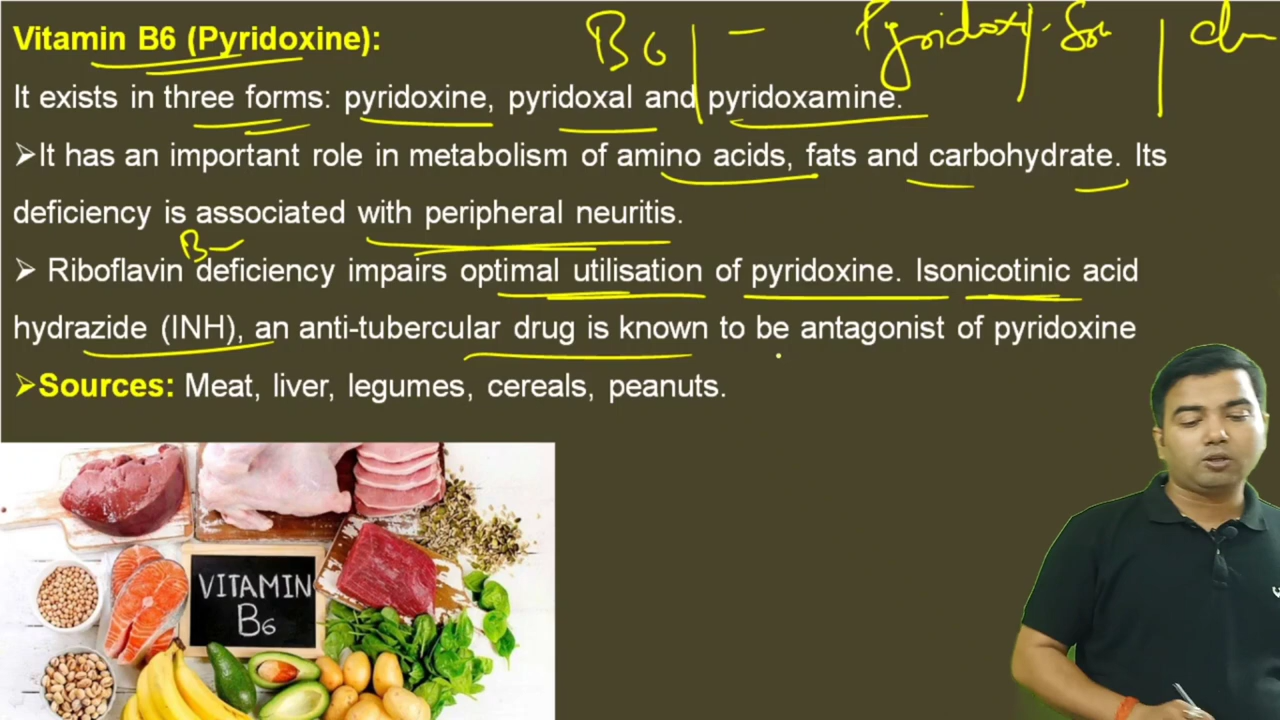 Vitamin B6 (Pyridoxine):
B6 -
It exists in three forms: pyridoxine, pyridoxal and pyridoxamine.
➢It has an important role in metabolism of amino acids, fats and carbohydrate. Its
deficiency is associated with peripheral neuritis.
B
➢ Riboflavin deficiency impairs optimal utilisation of pyridoxine. Isonicotinic acid
hydrazide (INH), an anti-tubercular drug is known to be antagonist of pyridoxine
➢Sources: Meat, liver, legumes, cereals, peanuts.
VITAMIN
B6